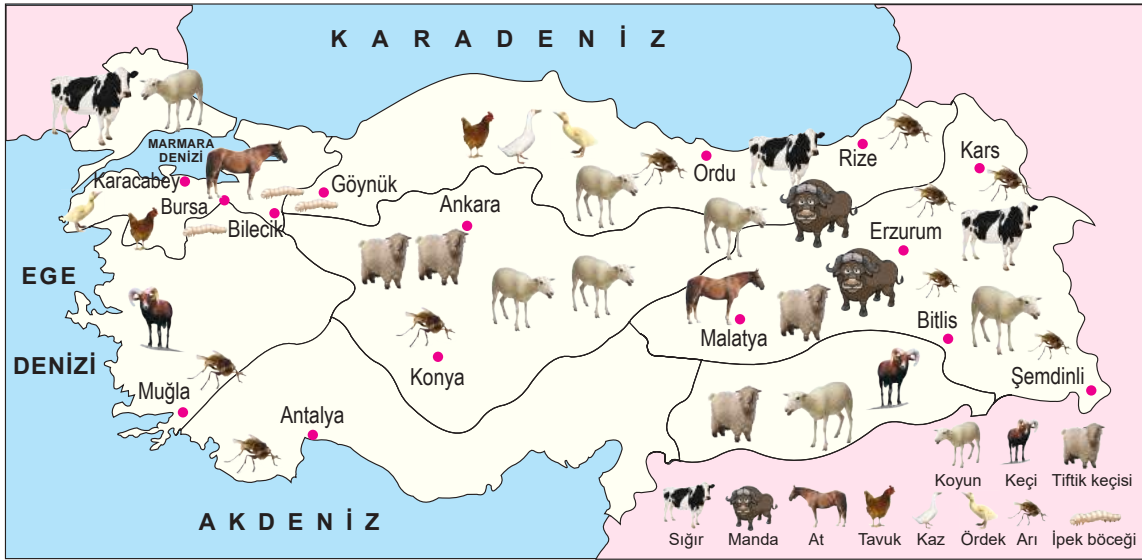 KARADENİZ
MARMARA
DENİZİ
Karacabey
Bursa
Bilecik
Göynük
Ankara
Ordu
Rize
Kars
Erzurum
EGE
DENİZİ
Malatya
Bitlis
Konya
Muğla
Antalya
Şemdinli
AKDENİZ
Koyun Keçi Tiftik keçisi
Sığır Manda At Tavuk Kaz Ördek Arı İpek böceği